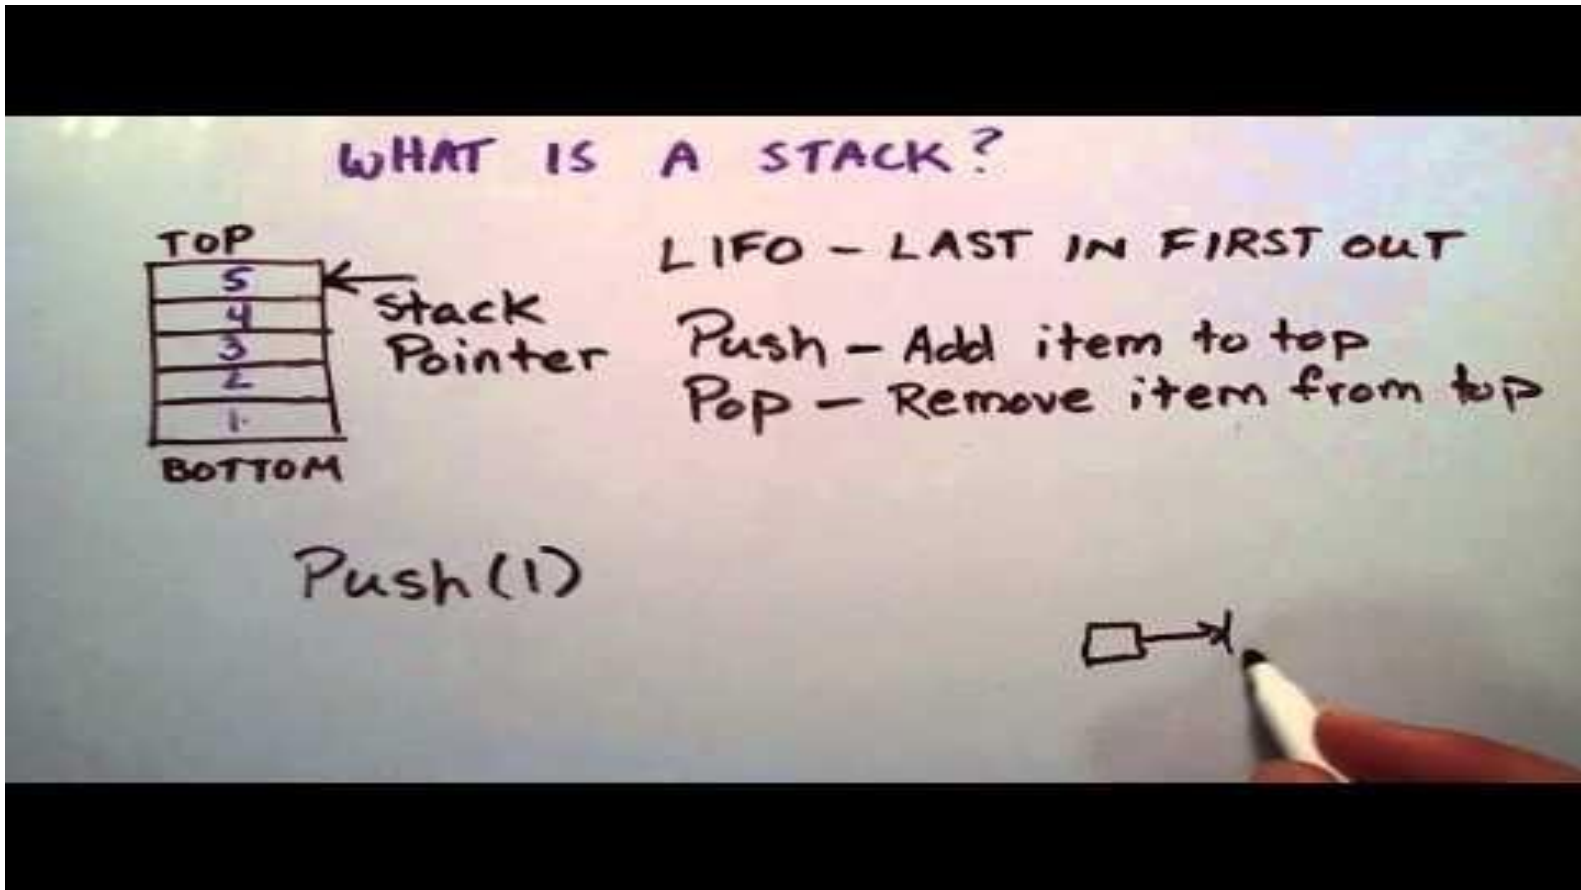 WHAT IS A STACK?
TOP
5
4
3
2
1
BOTTOM
Stack
Pointer
LIFO - LAST IN FIRST OUT
Push - Add item to top
Pop - Remove item from top
Push(1)